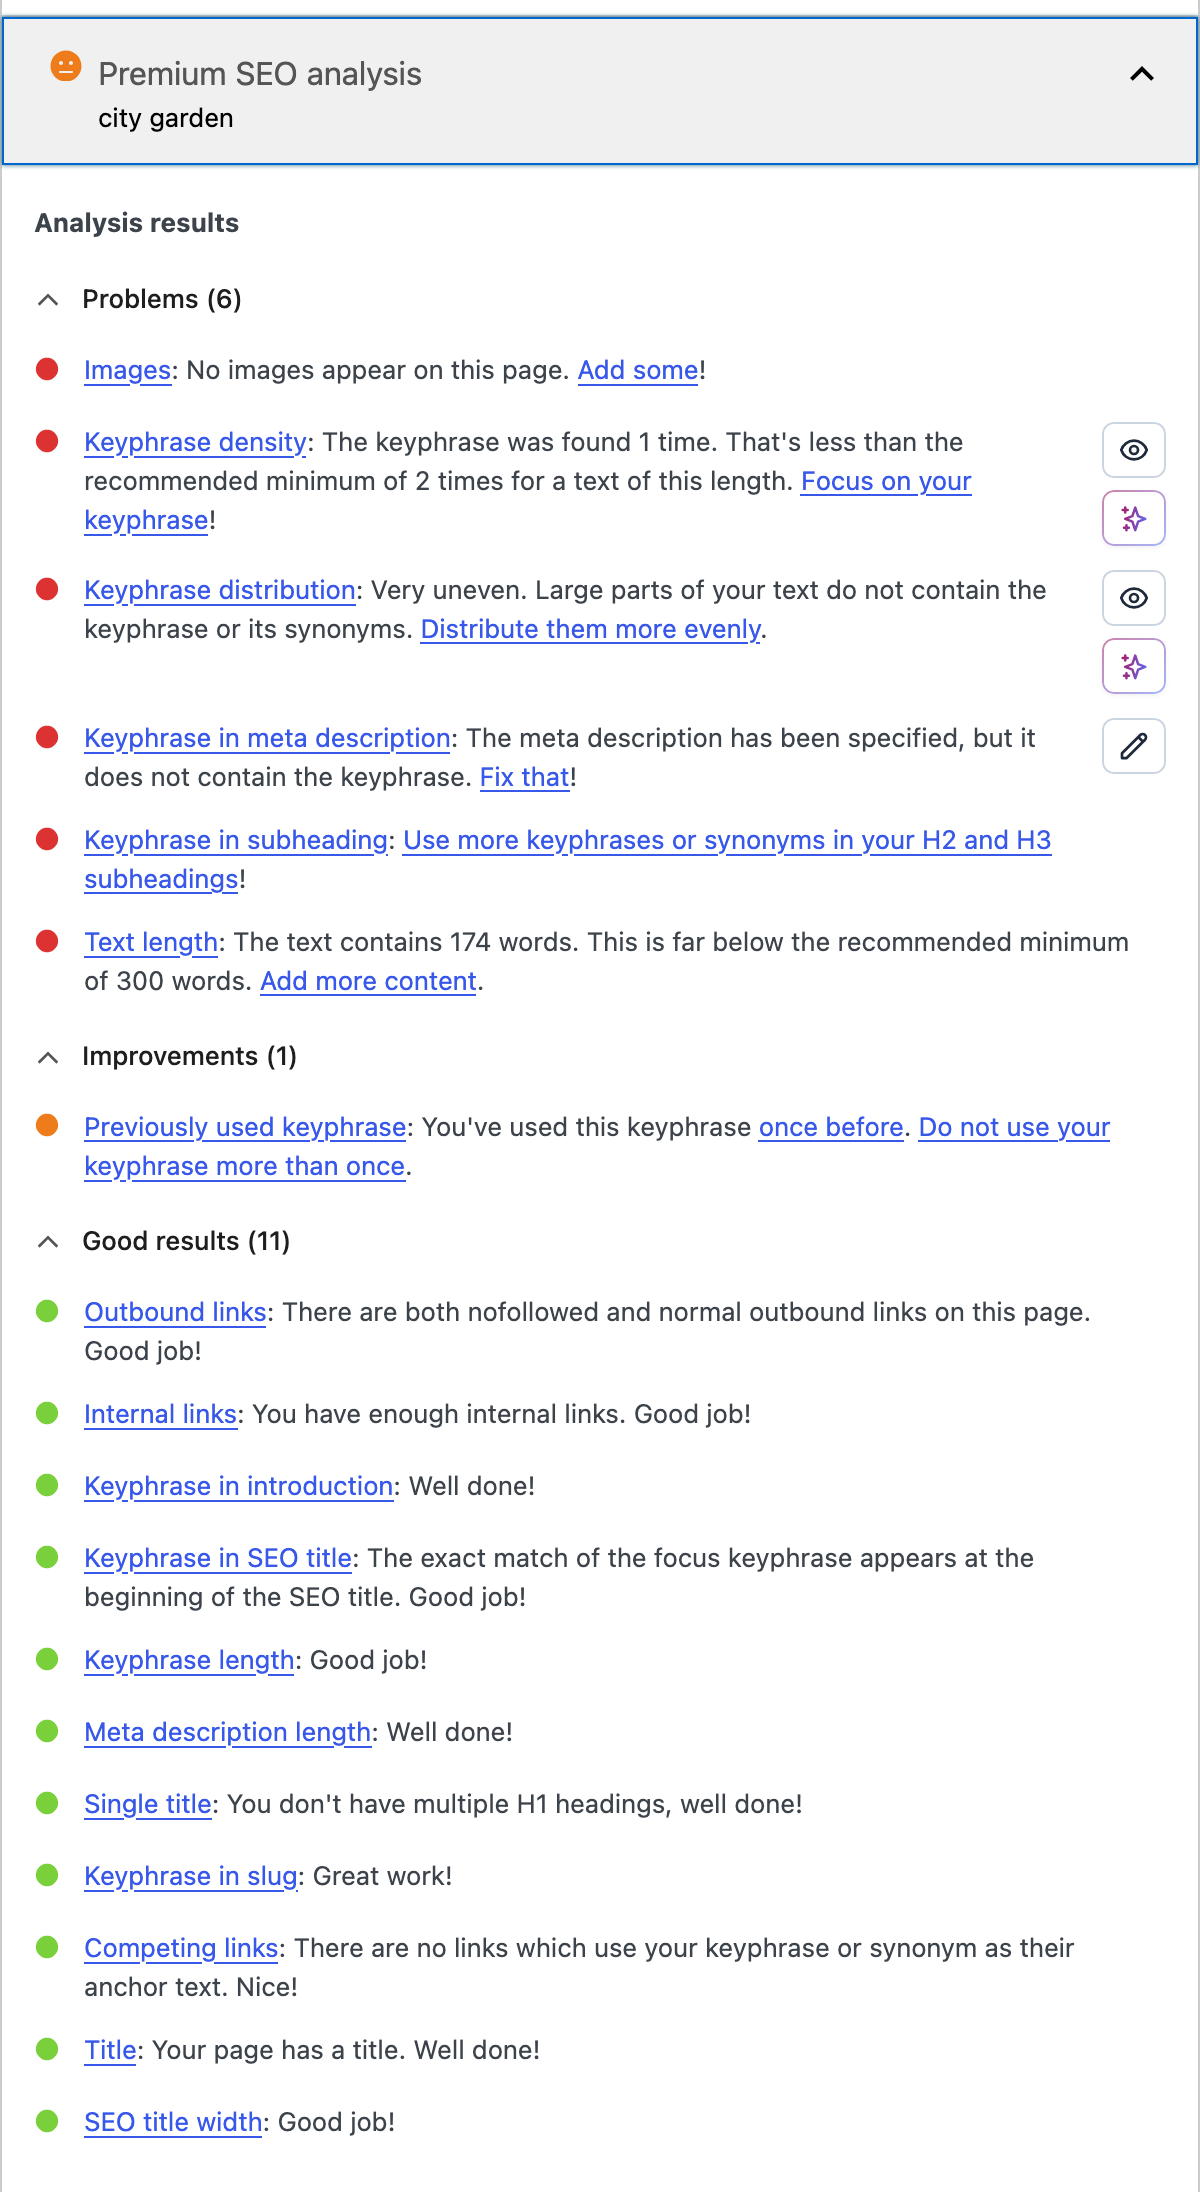 Premium SEO analysis
city garden
Analysis results
Problems (6)
Images: No images appear on this page. Add some!
Keyphrase density: The keyphrase was found 1 time. That's less than the
recommended minimum of 2 times for a text of this length. Focus on your
keyphrase!
Keyphrase distribution: Very uneven. Large parts of your text do not contain the
keyphrase or its synonyms. Distribute them more evenly.
Keyphrase in meta description: The meta description has been specified, but it
does not contain the keyphrase. Fix that!
Keyphrase in subheading: Use more keyphrases or synonyms in your H2 and H3
subheadings!
Text length: The text contains 174 words. This is far below the recommended minimum
of 300 words. Add more content.
Improvements (1)
Previously used keyphrase: You've used this keyphrase once before. Do not use your
keyphrase more than once.
Good results (11)
Outbound links: There are both nofollowed and normal outbound links on this page.
Good job!
Internal links: You have enough internal links. Good job!
Keyphrase in introduction: Well done!
Keyphrase in SEO title: The exact match of the focus keyphrase appears at the
beginning of the SEO title. Good job!
Keyphrase length: Good job!
Meta description length: Well done!
Single title: You don't have multiple H1 headings, well done!
Keyphrase in slug: Great work!
Competing links: There are no links which use your keyphrase or synonym as their
anchor text. Nice!
Title: Your page has a title. Well done!
SEO title width: Good job!